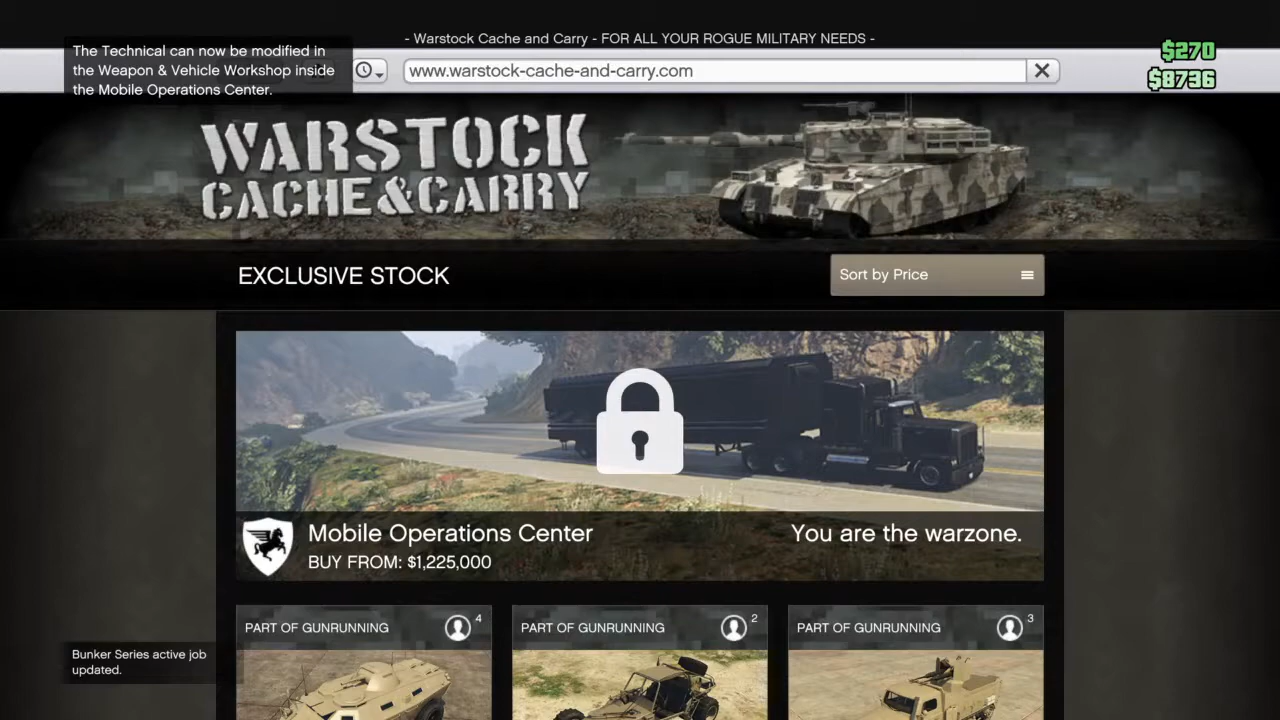 - Warstock Cache and Carry - FOR ALL YOUR ROGUE MILITARY NEEDS -
The Technical can now be modified in
the Weapon & Vehicle Workshop inside
the Mobile Operations Center.
www.warstock-cache-and-carry.com
$270
$8736
WARSTOCK
CACHE&CARRY
EXCLUSIVE STOCK
Sort by Price
Mobile Operations Center
You are the warzone.
BUY FROM: $1,225,000
PART OF GUNRUNNING
4
PART OF GUNRUNNING
2
PART OF GUNRUNNING
3
Bunker Series active job
updated.